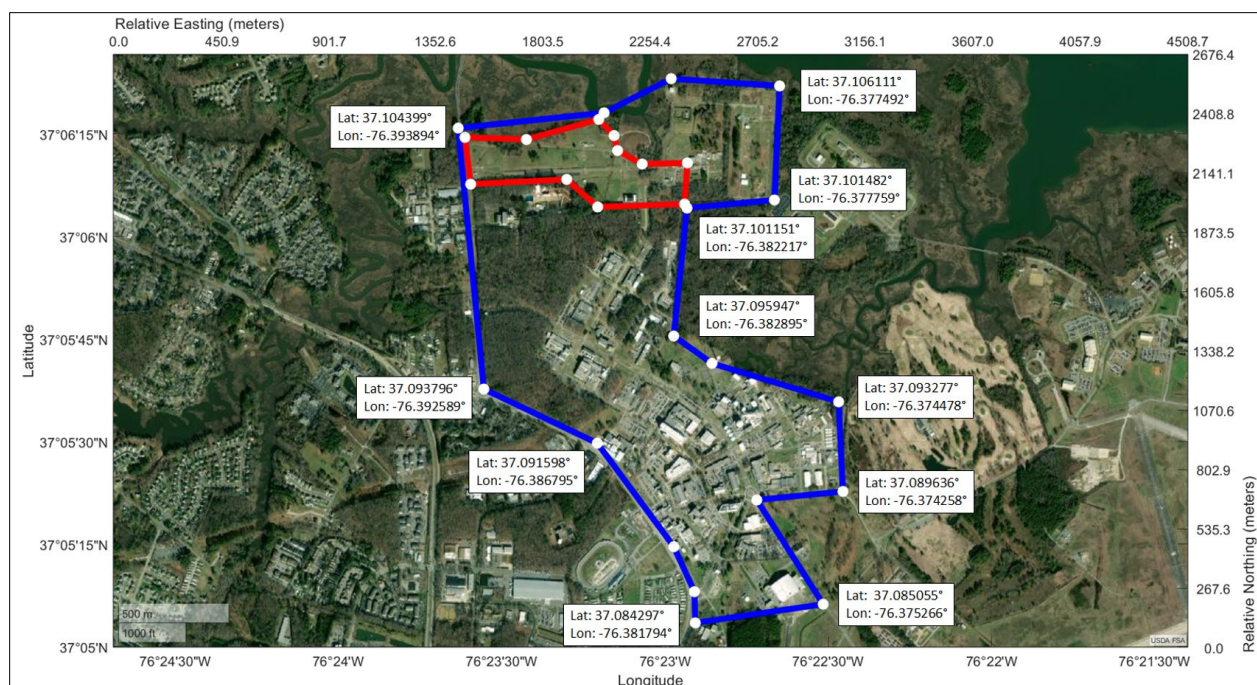 Relative Easting (meters)
0.0 450.9 901.7 1352.6 1803.5 2254.4 2705.2 3156.1 3607.0 4057.9 4508.7
2676.4
2408.8
2141.1
1873.5
1605.8
1338.2
1070.6
802.9
535.3
267.6
0.0
Relative Northing (meters)
37°06'15"
37°06'
37°05'45"
37°05'30"
37°05'15"
37°05'
Latitude
Lat: 37.104399°
Lon: -76.393894°
Lat: 37.106111°
Lon: -76.377492°
Lat: 37.101482°
Lon: -76.377759°
Lat: 37.101151°
Lon: -76.382217°
Lat: 37.095947°
Lon: -76.382895°
Lat: 37.093796°
Lon: -76.392589°
Lat: 37.093277°
Lon: -76.374478°
Lat: 37.091598°
Lon: -76.386795°
Lat: 37.089636°
Lon: -76.374258°
Lat: 37.085055°
Lon: -76.375266°
Lat: 37.084297°
Lon: -76.381794°
500 m
1000 ft
USDA FSA
76°24'30"W 76°24'W 76°23'30"W 76°23'W 76°22'30"W 76°22'W 76°21'30"W
Longitude